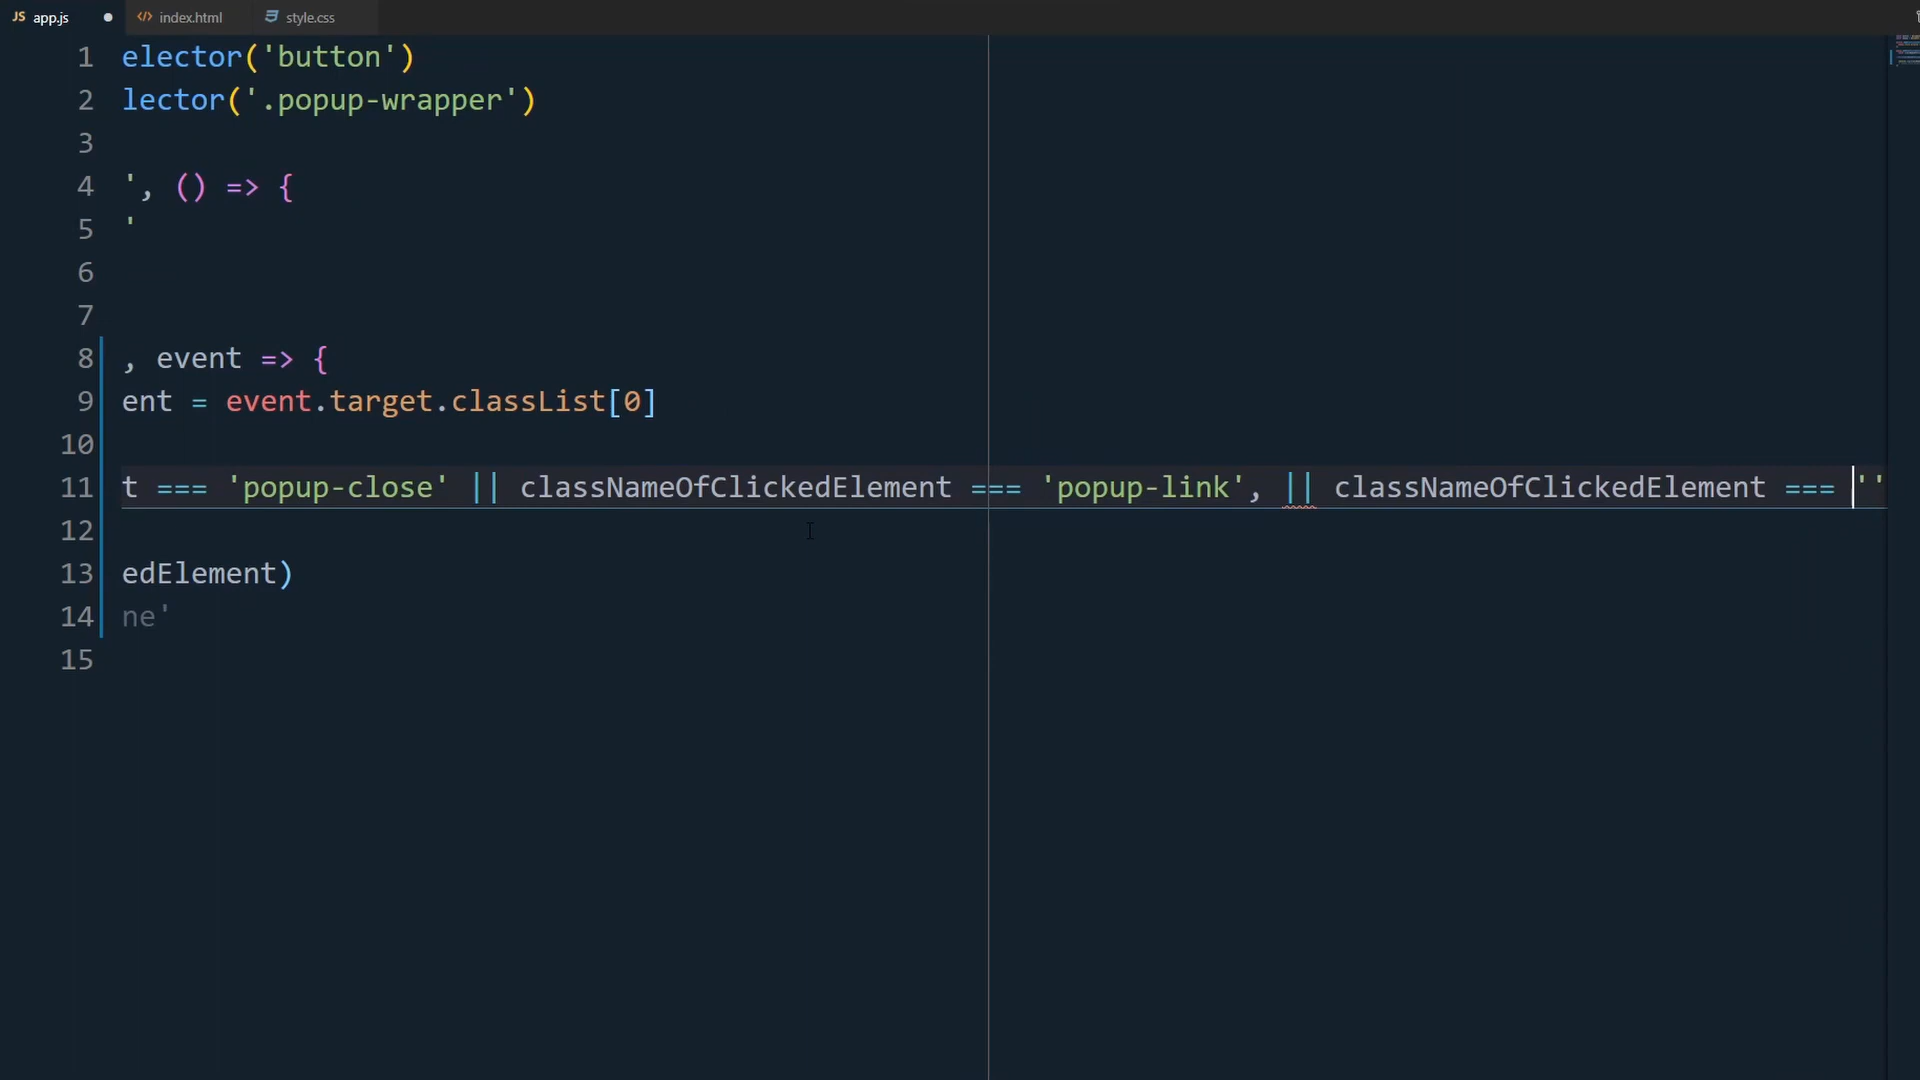 JS app.js ● <> index.html style.css
1 elector('button')
2 lector('.popup-wrapper')
3
4 ', () => {
5 '
6
7
8 , event => {
9 ent = event.target.classList[0]
10
11 t === 'popup-close' || classNameOfClickedElement === 'popup-link', || classNameOfClickedElement === ''
12
13 edElement)
14 ne'
15